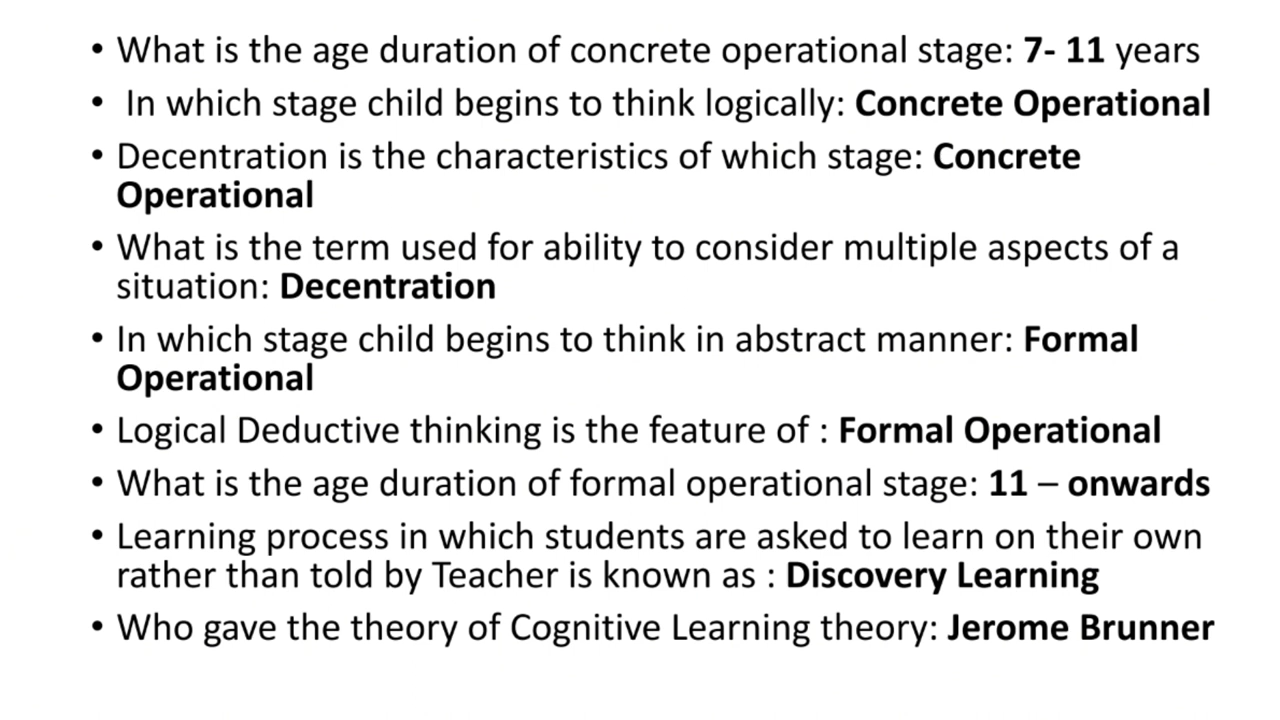 • What is the age duration of concrete operational stage: 7- 11 years
• In which stage child begins to think logically: Concrete Operational
• Decentration is the characteristics of which stage: Concrete
Operational
• What is the term used for ability to consider multiple aspects of a
situation: Decentration
• In which stage child begins to think in abstract manner: Formal
Operational
• Logical Deductive thinking is the feature of : Formal Operational
• What is the age duration of formal operational stage: 11 – onwards
• Learning process in which students are asked to learn on their own
rather than told by Teacher is known as : Discovery Learning
• Who gave the theory of Cognitive Learning theory: Jerome Brunner